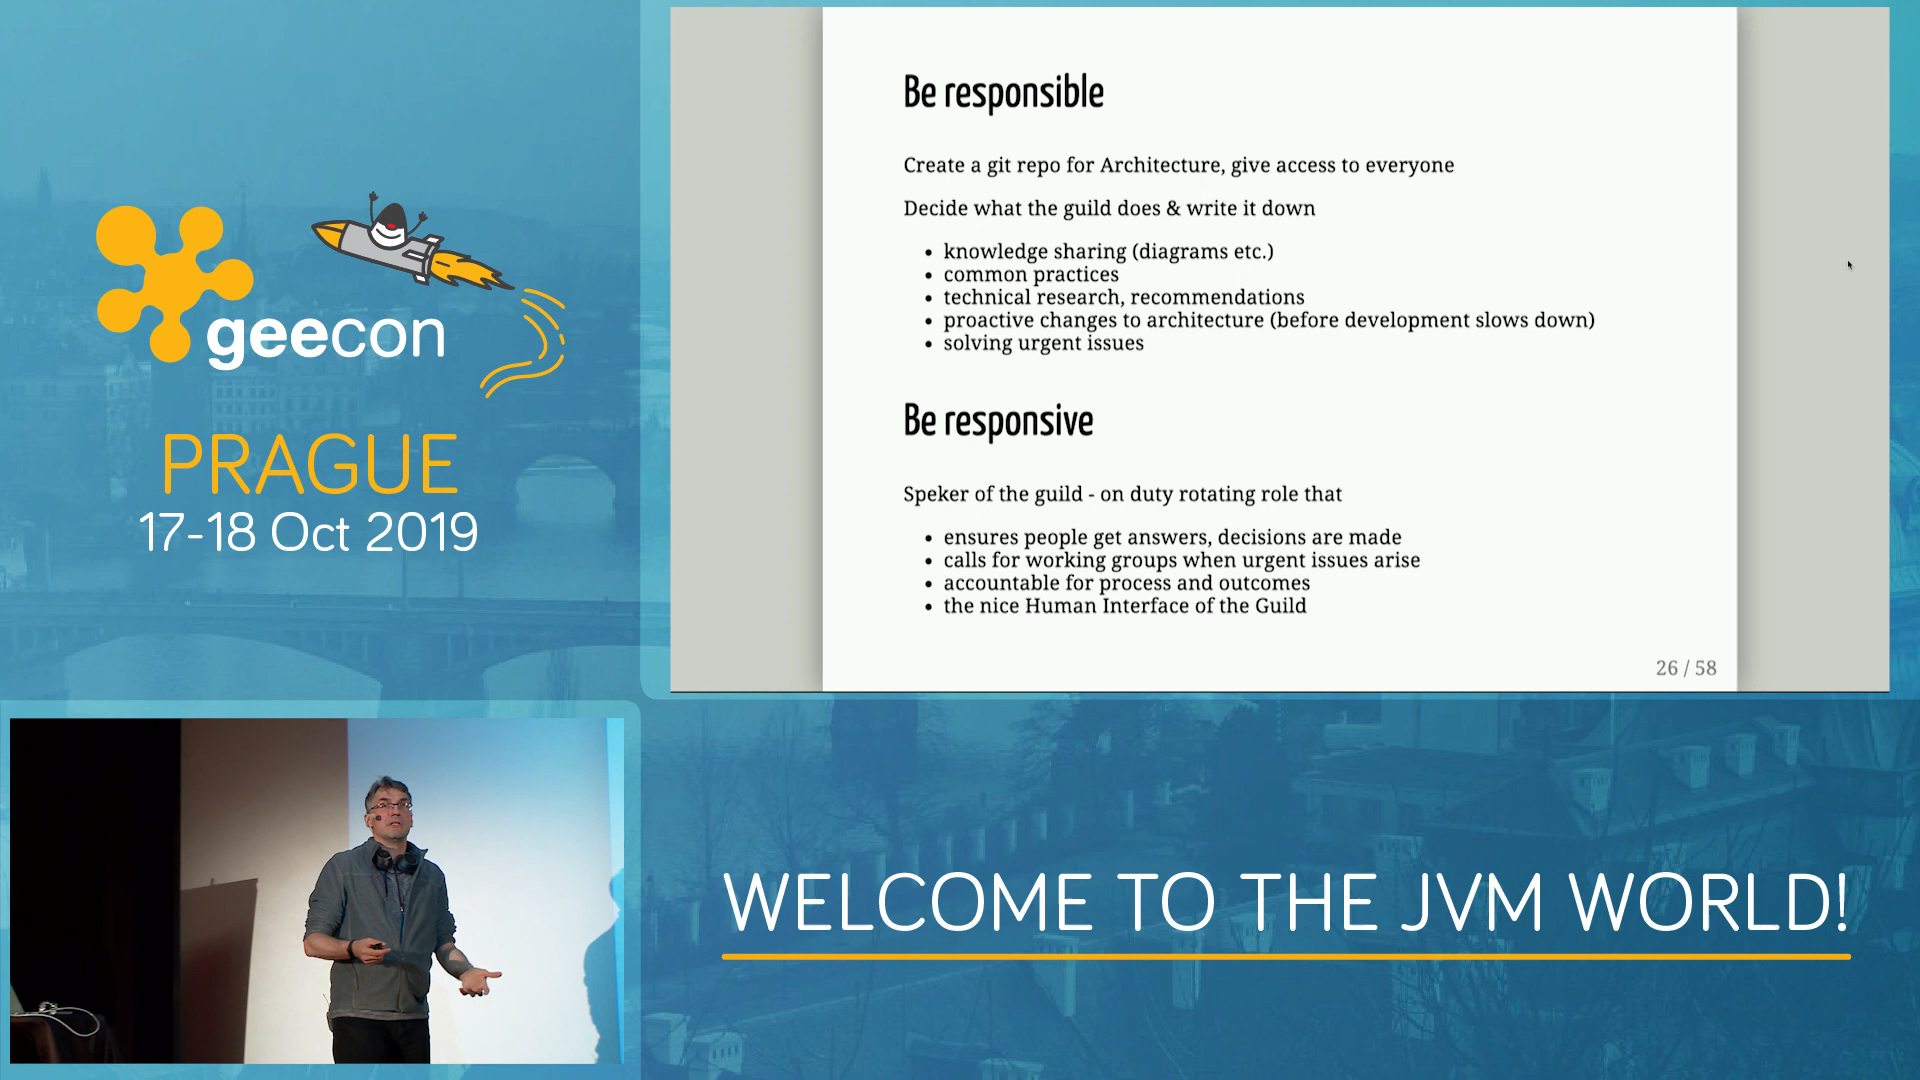 geecon
PRAGUE
17-18 Oct 2019
Be responsible
Create a git repo for Architecture, give access to everyone
Decide what the guild does & write it down
• knowledge sharing (diagrams etc.)
• common practices
• technical research, recommendations
• proactive changes to architecture (before development slows down)
• solving urgent issues
Be responsive
Speker of the guild - on duty rotating role that
• ensures people get answers, decisions are made
• calls for working groups when urgent issues arise
• accountable for process and outcomes
• the nice Human Interface of the Guild
26 / 58
WELCOME TO THE JVM WORLD!